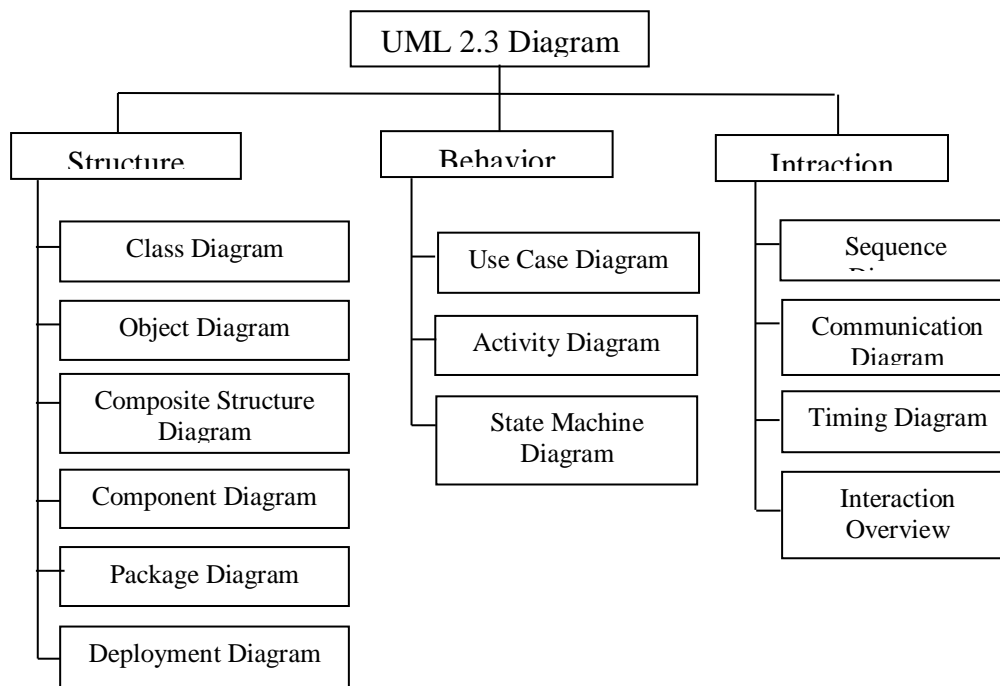 UML 2.3 Diagram
Structure
Behavior
Intraction
Class Diagram
Object Diagram
Composite Structure
Diagram
Component Diagram
Package Diagram
Deployment Diagram
Use Case Diagram
Activity Diagram
State Machine
Diagram
Sequence
Communication
Diagram
Timing Diagram
Interaction
Overview